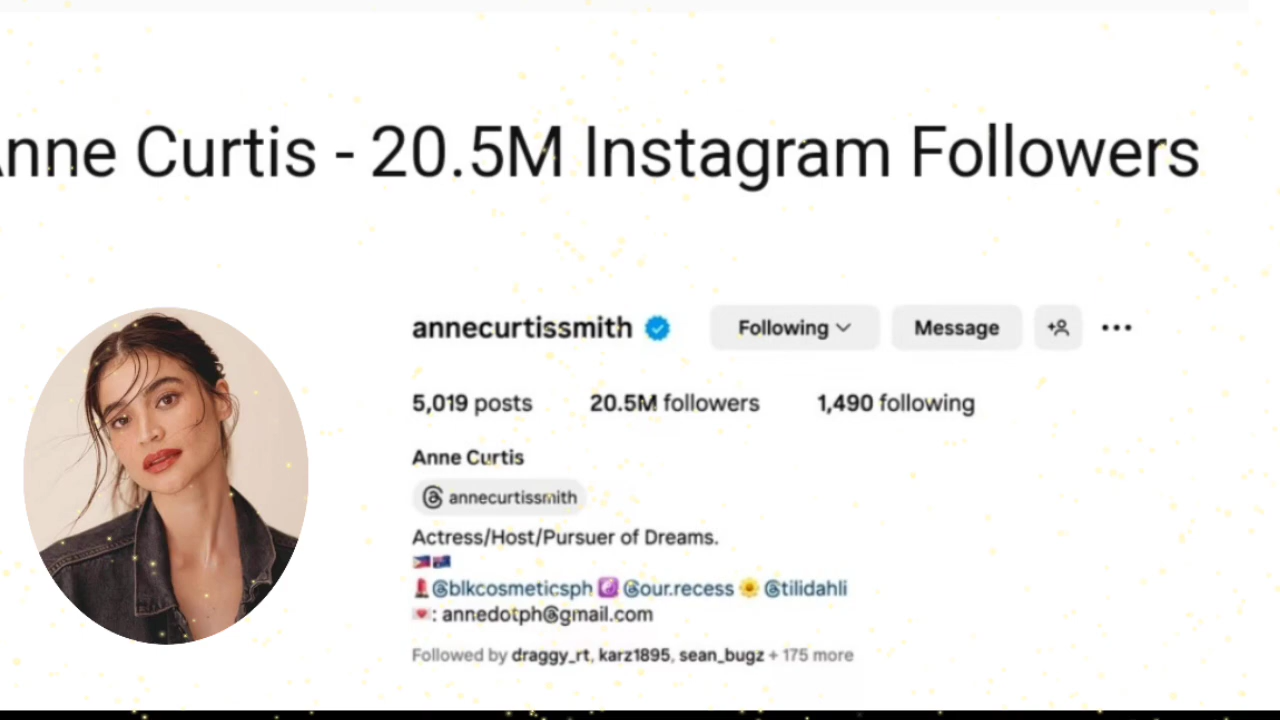 nne Curtis - 20.5M Instagram Followers
annecurtissmith Following Message
5,019 posts 20.5M followers 1,490 following
Anne Curtis
annecurtissmith
Actress/Host/Pursuer of Dreams.
🇵🇭🇦🇺
💄@blkcosmeticsph ☯️ @our.recess 🌻 @tilidahli
💌: annedotph@gmail.com
Followed by draggy_rt, karz1895, sean_bugz + 175 more